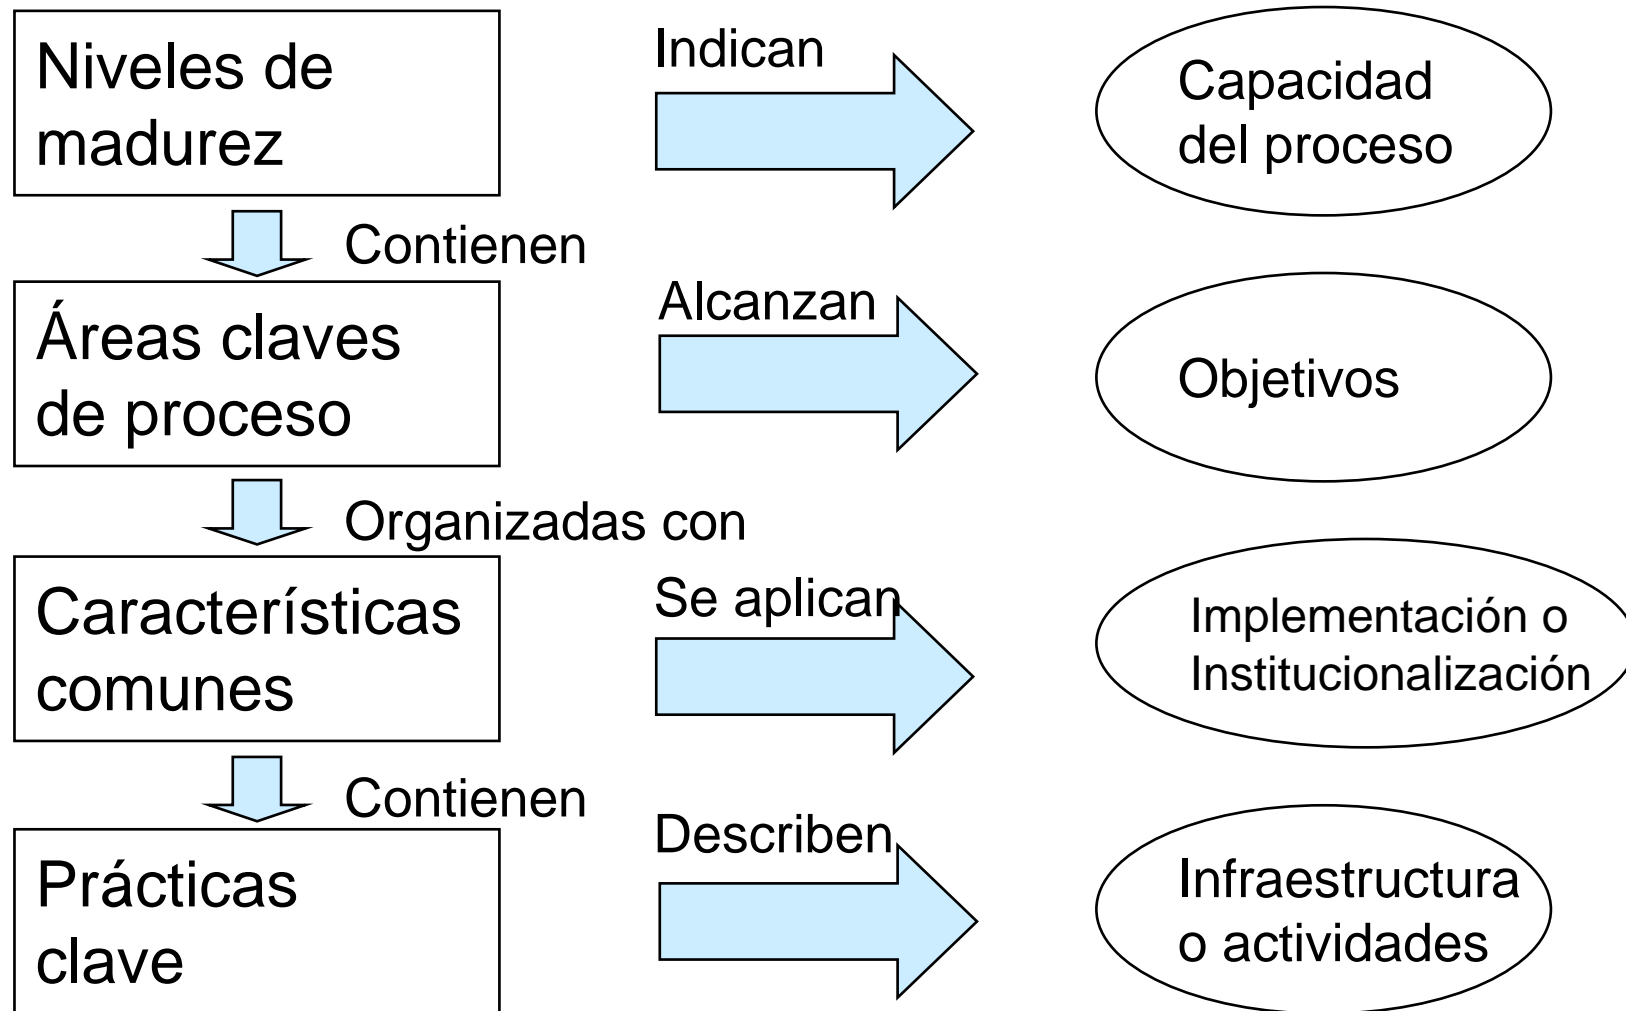 Niveles de
madurez
Indican
Capacidad
del proceso
Contienen
Áreas claves
de proceso
Alcanzan
Objetivos
Organizadas con
Características
comunes
Se aplican
Implementación o
Institucionalización
Contienen
Prácticas
clave
Describen
Infraestructura
o actividades